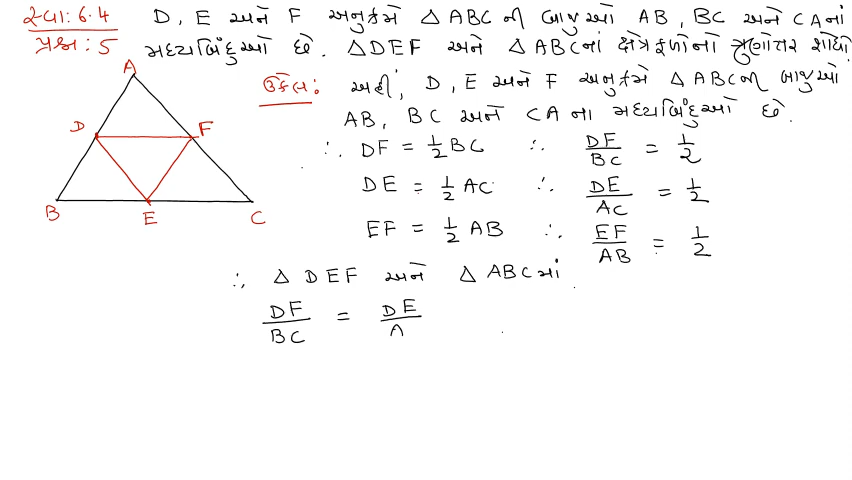 સ્વા: 6.4 D, E અને F અનુક્રમે △ ABC ની બાજુઓ AB, BC અને CA નાં
પ્રશ્ન: 5 મધ્યબિંદુઓ છે. △DEF અને △ABCનાં ક્ષેત્રફળોનો ગુણોત્તર શોધો
ઉકેલ: અહીં, D, E અને F અનુક્રમે △ABCની બાજુઓ
AB, BC અને CA ના મધ્યબિંદુઓ છે.
∴ DF = 1/2 BC ∴ DF/BC = 1/2
DE = 1/2 AC ∴ DE/AC = 1/2
EF = 1/2 AB ∴ EF/AB = 1/2
∴ △ DEF અને △ ABC માં
DF/BC = DE/A
A
D
F
B
E
C